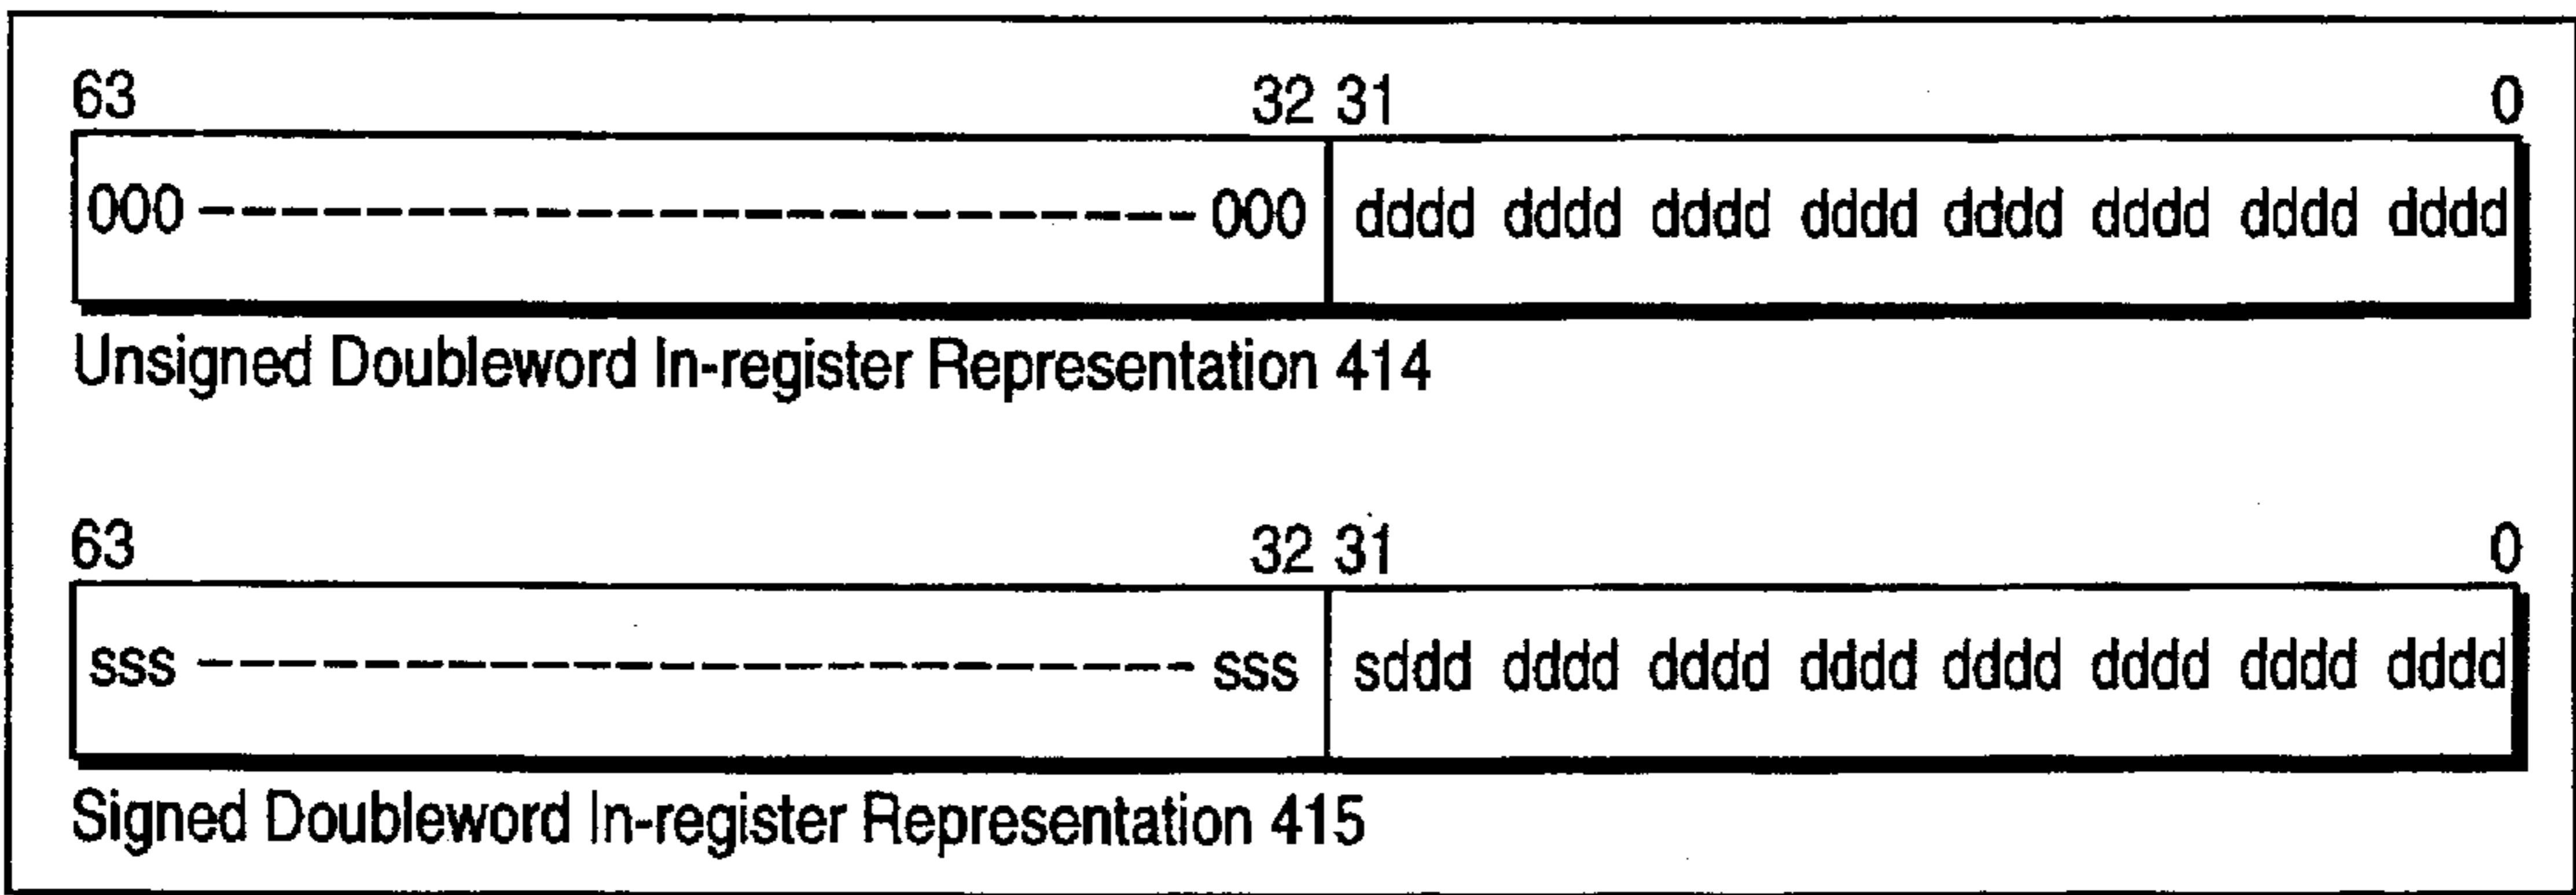 63 32 31 0
000 ------------------------ 000 dddd dddd dddd dddd dddd dddd dddd dddd
Unsigned Doubleword In-register Representation 414
63 32 31 0
sss ------------------------ sss sddd dddd dddd dddd dddd dddd dddd dddd
Signed Doubleword In-register Representation 415